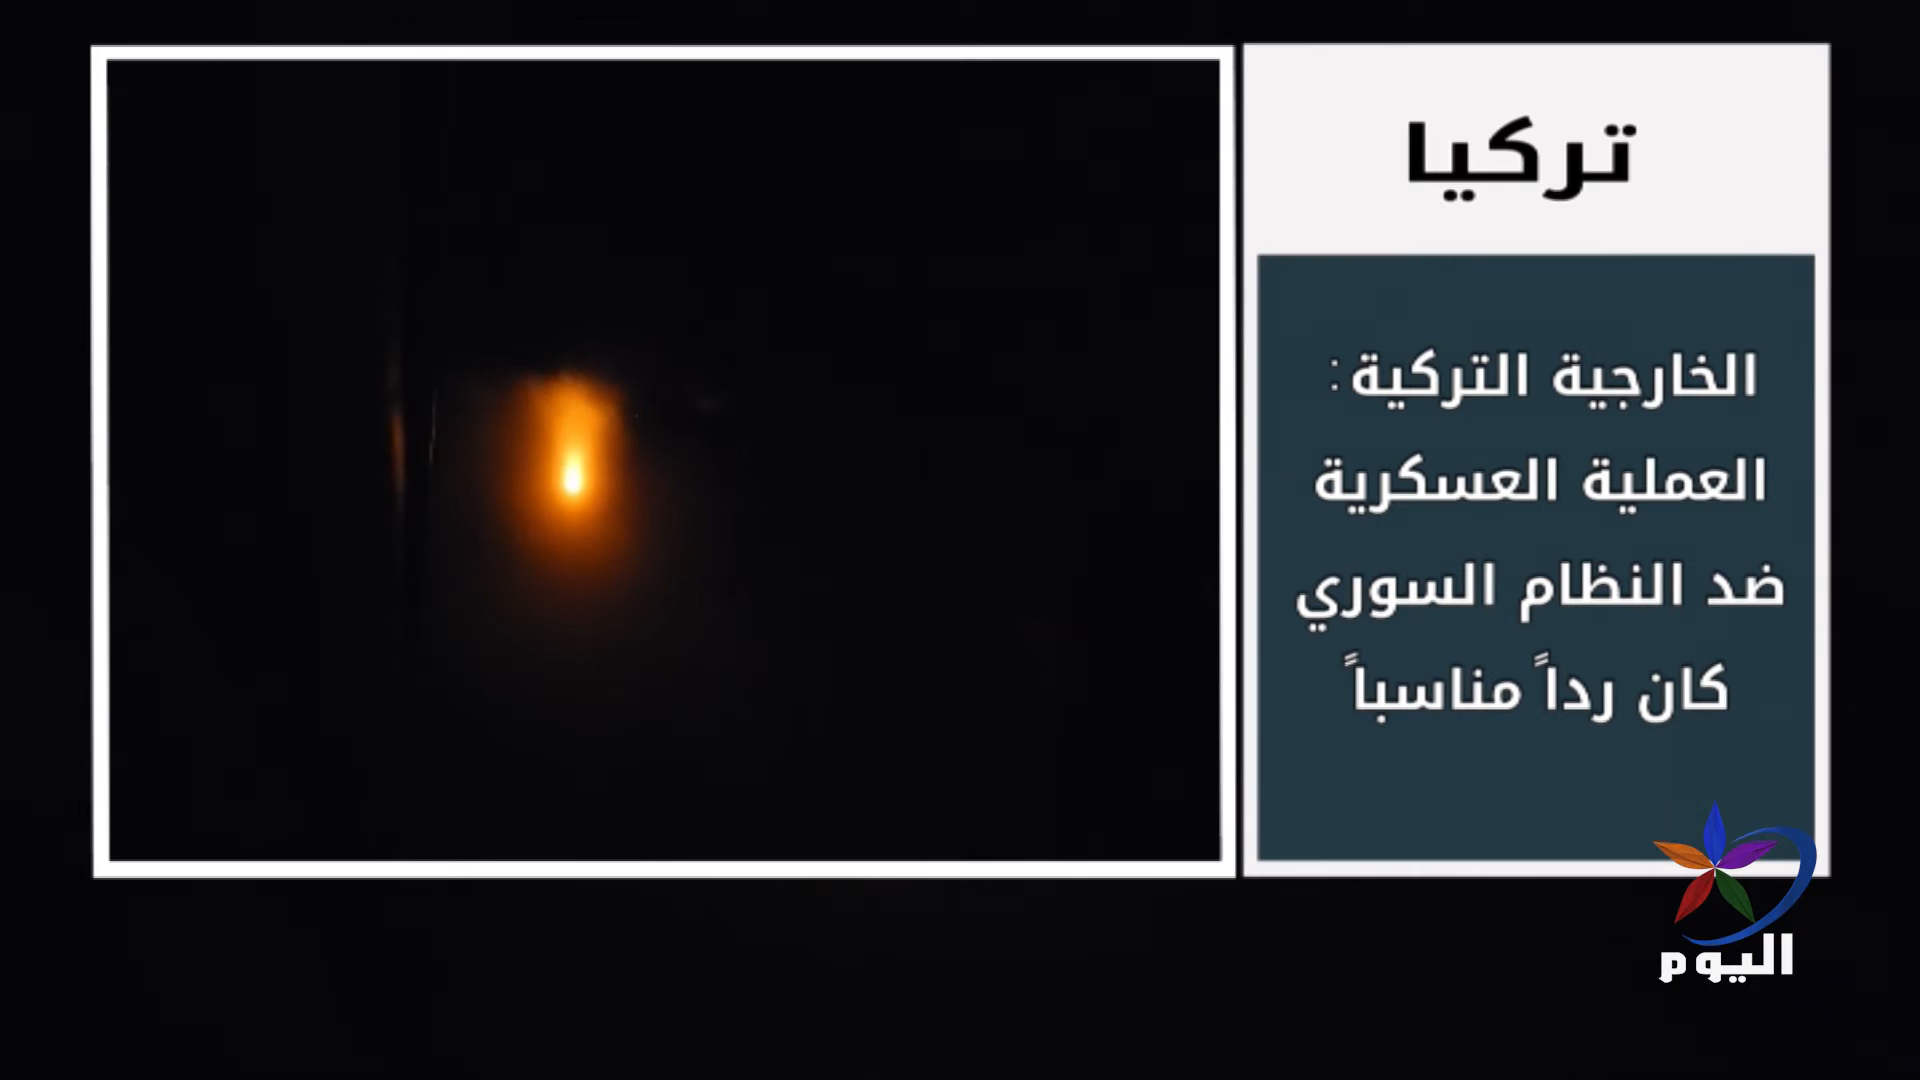 تركيا
الخارجية التركية :
العملية العسكرية
ضد النظام السوري
كان رداً مناسباً
اليوم